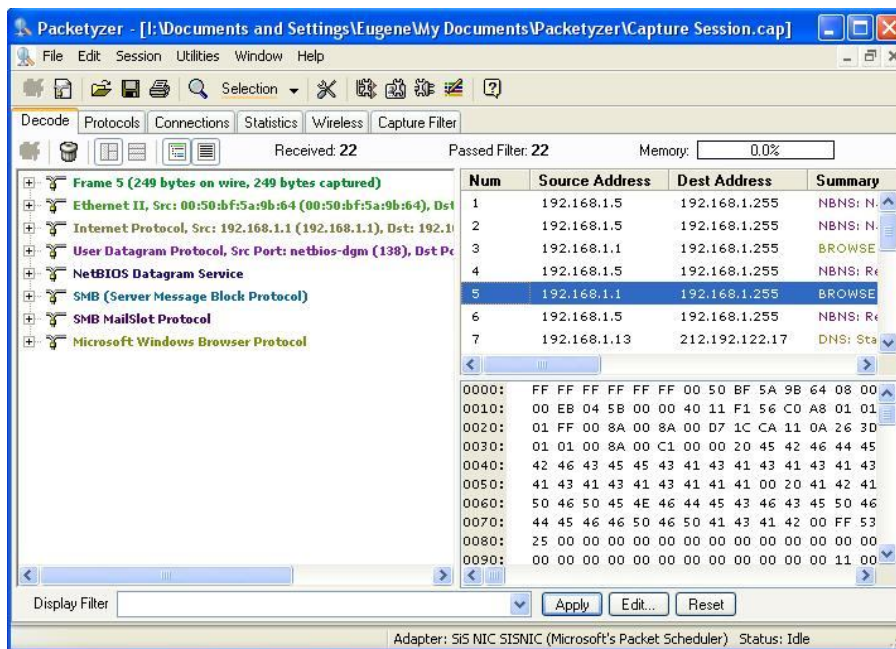 Packetyzer - [I:\Documents and Settings\Eugene\My Documents\Packetyzer\Capture Session.cap]
File Edit Session Utilities Window Help
Selection
Decode Protocols Connections Statistics Wireless Capture Filter
Received: 22 Passed Filter: 22 Memory: 0.0%
Frame 5 (249 bytes on wire, 249 bytes captured)
Ethernet II, Src: 00:50:bf:5a:9b:64 (00:50:bf:5a:9b:64), Dst
Internet Protocol, Src: 192.168.1.1 (192.168.1.1), Dst: 192.1
User Datagram Protocol, Src Port: netbios-dgm (138), Dst Po
NetBIOS Datagram Service
SMB (Server Message Block Protocol)
SMB MailSlot Protocol
Microsoft Windows Browser Protocol
Num Source Address Dest Address Summary
1 192.168.1.5 192.168.1.255 NBNS: N
2 192.168.1.5 192.168.1.255 NBNS: N
3 192.168.1.1 192.168.1.255 BROWSE
4 192.168.1.5 192.168.1.255 NBNS: Re
5 192.168.1.1 192.168.1.255 BROWSE
6 192.168.1.5 192.168.1.255 NBNS: Re
7 192.168.1.13 212.192.122.17 DNS: Sta
0000: FF FF FF FF FF FF 00 50 BF 5A 9B 64 08 00
0010: 00 EB 04 5B 00 00 40 11 F1 56 C0 A8 01 01
0020: 01 FF 00 8A 00 8A 00 D7 1C CA 11 0A 26 3D
0030: 01 01 00 8A 00 C1 00 00 20 45 42 46 44 45
0040: 42 46 43 45 45 43 41 43 41 43 41 43 41 43
0050: 41 43 41 43 41 43 41 41 41 00 20 41 42 41
0060: 50 46 50 45 4E 46 44 45 43 46 43 45 50 46
0070: 44 45 46 46 50 46 50 41 43 41 42 00 FF 53
0080: 25 00 00 00 00 00 00 00 00 00 00 00 00 00
0090: 00 00 00 00 00 00 00 00 00 00 00 00 11 00
Display Filter Apply Edit... Reset
Adapter: SiS NIC SISNIC (Microsoft's Packet Scheduler) Status: Idle